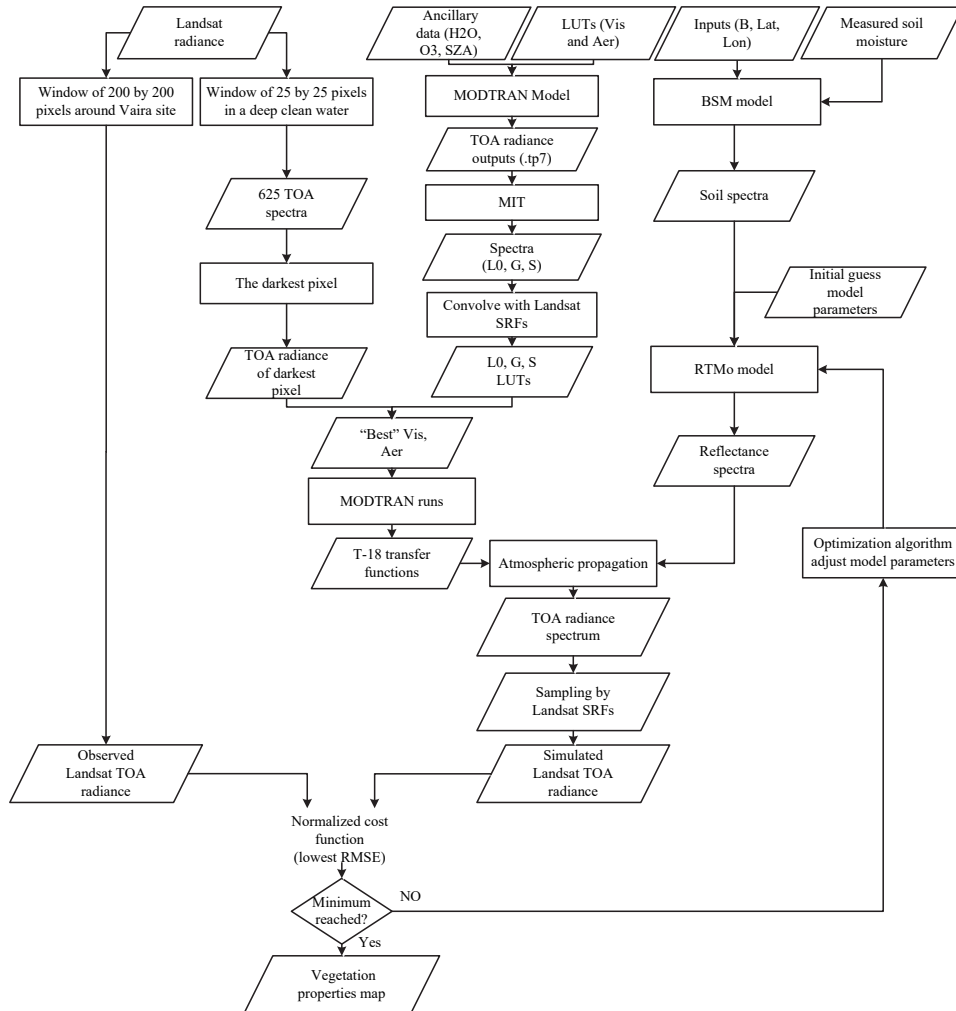 Landsat
radiance
Ancillary
data (H2O,
O3, SZA)
LUTs (Vis
and Aer)
Inputs (B, Lat,
Lon)
Measured soil
moisture
Window of 200 by 200
pixels around Vaira site
Window of 25 by 25 pixels
in a deep clean water
MODTRAN Model
BSM model
TOA radiance
outputs (.tp7)
625 TOA
spectra
MIT
Soil spectra
Spectra
(L0, G, S)
The darkest pixel
Initial guess
model
parameters
Convolve with Landsat
SRFs
TOA radiance
of darkest
pixel
L0, G, S
LUTs
RTMo model
“Best” Vis,
Aer
Reflectance
spectra
MODTRAN runs
T-18 transfer
functions
Atmospheric propagation
Optimization algorithm
adjust model parameters
TOA radiance
spectrum
Sampling by
Landsat SRFs
Observed
Landsat TOA
radiance
Simulated
Landsat TOA
radiance
Normalized cost
function
(lowest RMSE)
Minimum
reached?
NO
Yes
Vegetation
properties map